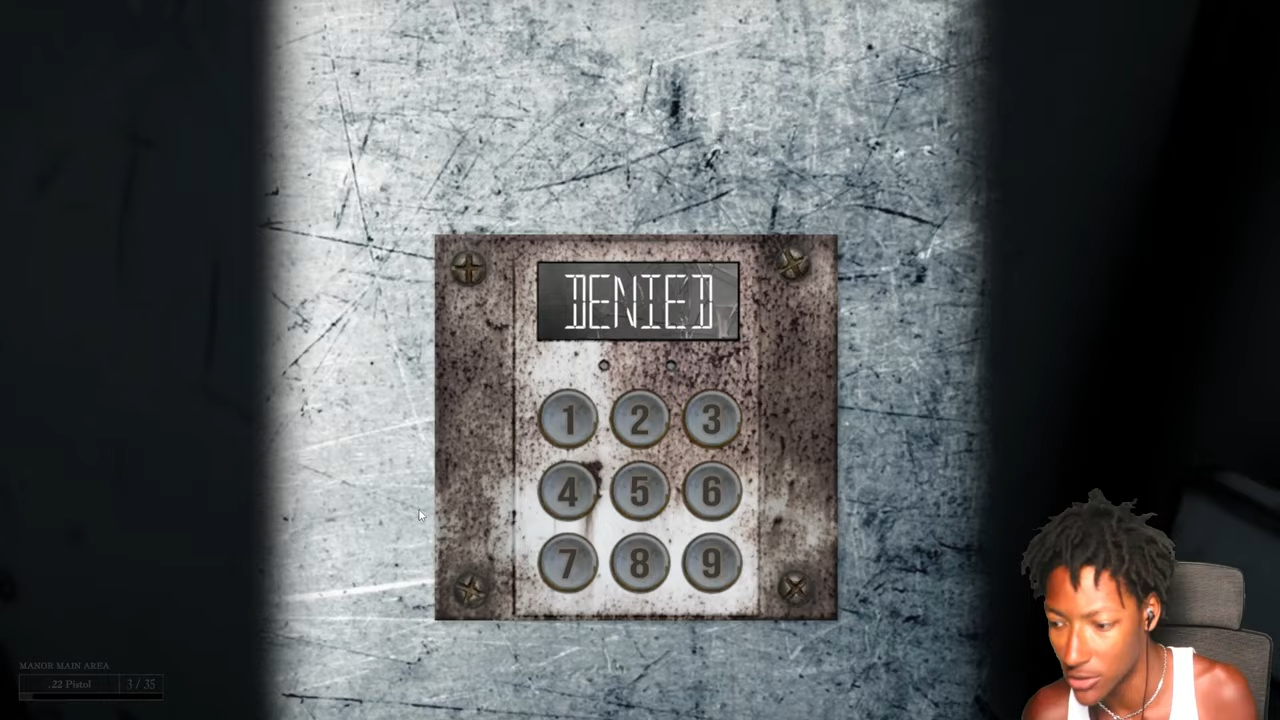 DENIED
1 2 3
4 5 6
7 8 9
MANOR MAIN AREA
.22 Pistol 3 / 35